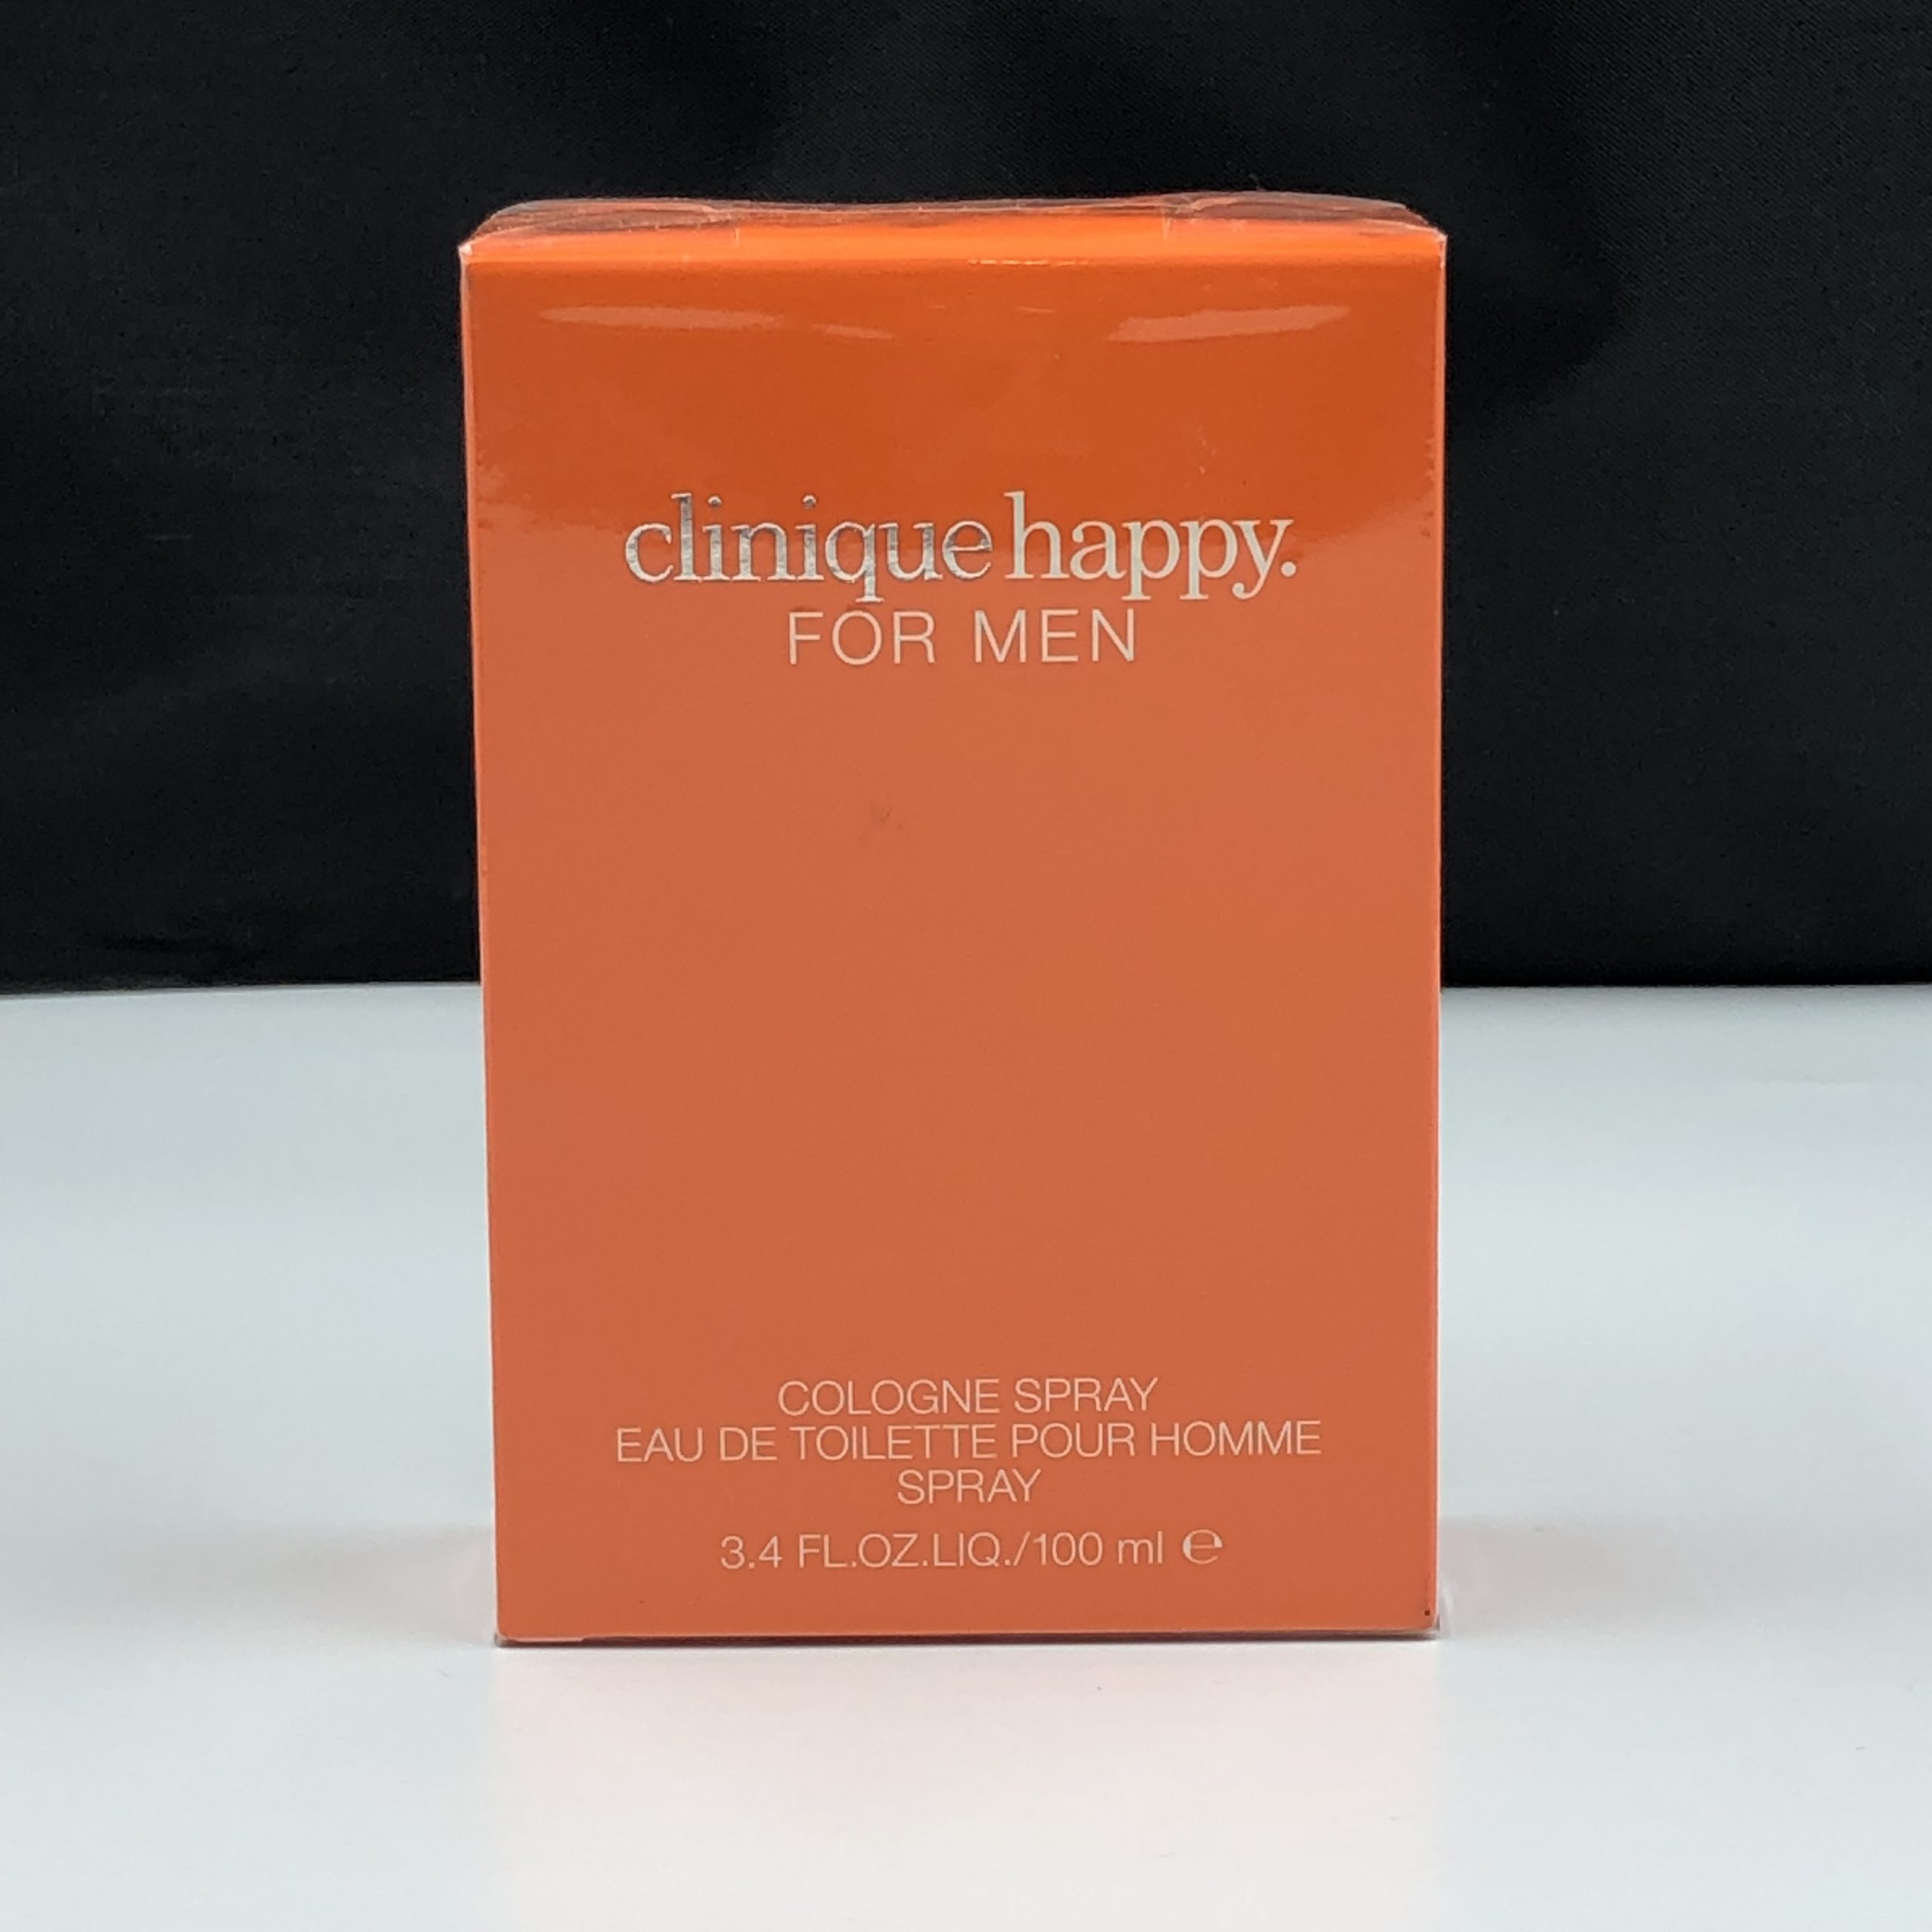 clinique happy.
FOR MEN
COLOGNE SPRAY
EAU DE TOILETTE POUR HOMME
SPRAY
3.4 FL.OZ.LIQ./100 ml ℮